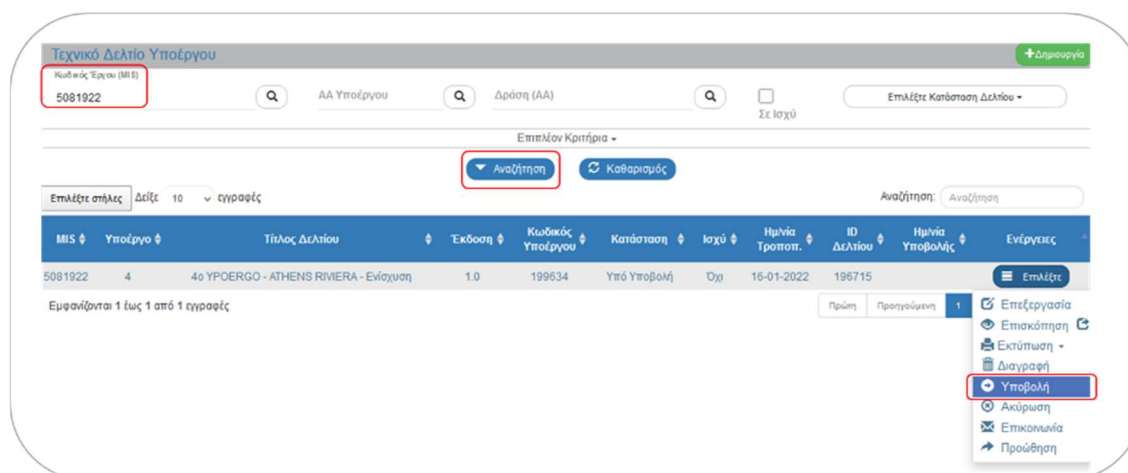 Τεχνικό Δελτίο Υποέργου
+Δημιουργία
Κωδικός Έργου (MIS)
5081922 ΑΑ Υποέργου Δράση (ΑΑ) Επιλέξτε Κατάσταση Δελτίου
Σε Ισχύ
Επιπλέον Κριτήρια
Αναζήτηση Καθαρισμός
Επιλέξτε στήλες Δείξε 10 εγγραφές Αναζήτηση: Αναζήτηση
MIS Υποέργο Τίτλος Δελτίου Έκδοση Κωδικός Υποέργου Κατάσταση Ισχύ Ημ/νία Τροποπ. ID Δελτίου Ημ/νία Υποβολής Ενέργειες
5081922 4 4ο YPOERGO - ATHENS RIVIERA - Ενίσχυση 1.0 199634 Υπό Υποβολή Όχι 16-01-2022 196715 Επιλέξτε
Εμφανίζονται 1 έως 1 από 1 εγγραφές Πρώτη Προηγούμενη 1
Επεξεργασία
Επισκόπηση
Εκτύπωση
Διαγραφή
Υποβολή
Ακύρωση
Επικοινωνία
Προώθηση